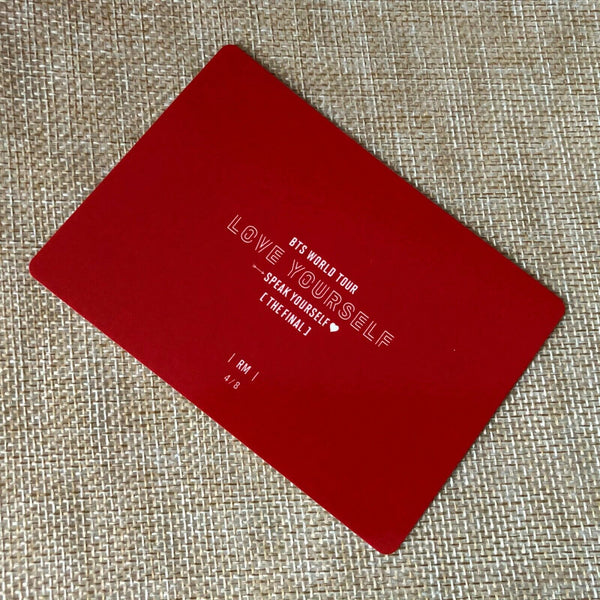 BTS WORLD TOUR
LOVE YOURSELF
SPEAK YOURSELF
[ THE FINAL ]
| RM |
4/8